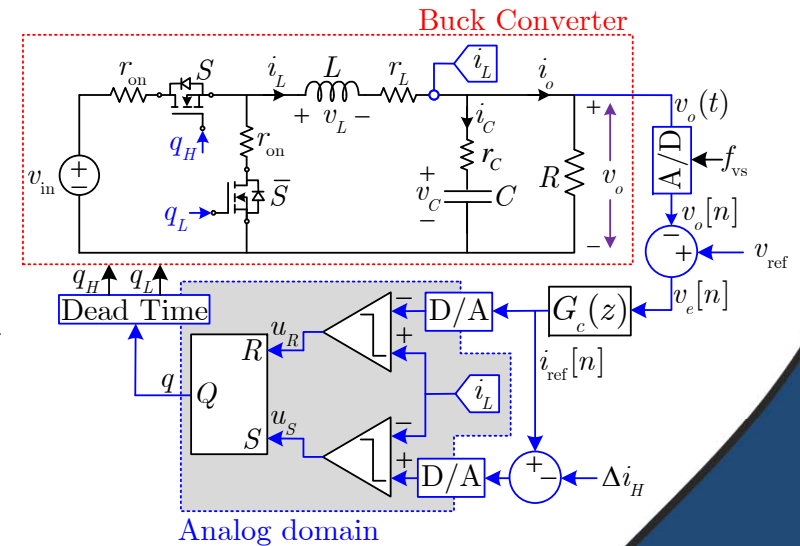 Buck Converter
r_on S i_L L r_L i_L i_o
+ v_L −
i_C
v_o(t)
q_H r_on
r_C
A/D f_vs
v_in + −
S̅
+ v_C −
C R
+ v_o −
q_L
v_o[n]
− +
v_ref
q_H q_L
v_e[n]
Dead Time
D/A G_c(z)
− +
u_R
R
i_ref[n]
q Q
i_L
u_S
S
− +
D/A
+ −
Δi_H
Analog domain